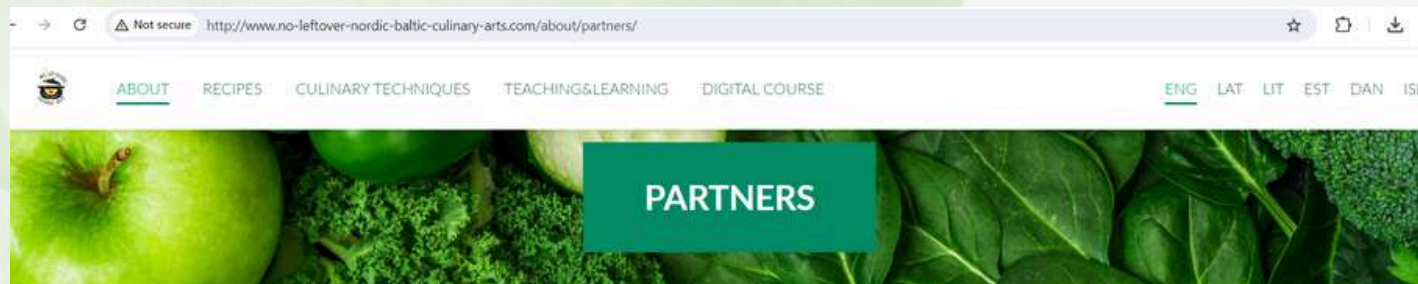 Not secure http://www.no-leftover-nordic-baltic-culinary-arts.com/about/partners/
ABOUT RECIPES CULINARY TECHNIQUES TEACHING&LEARNING DIGITAL COURSE ENG LAT LIT EST DAN
PARTNERS